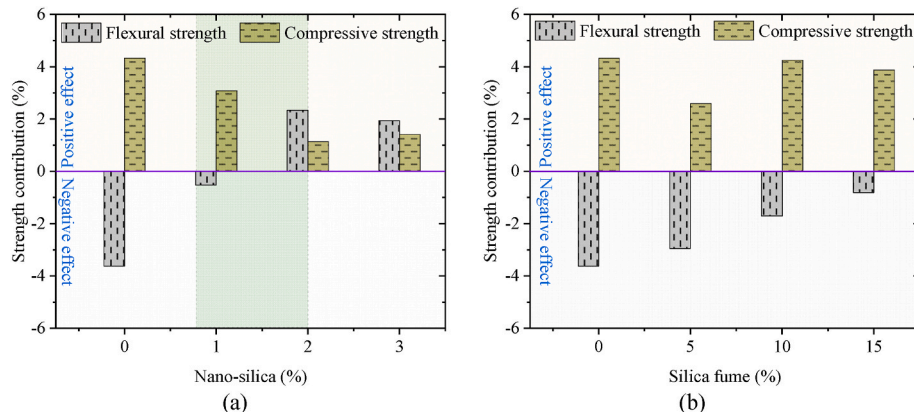 6
4
2
0
-2
-4
-6
Strength contribution (%)
Positive effect
Negative effect
Flexural strength
Compressive strength
0
1
2
3
Nano-silica (%)
(a)
6
4
2
0
-2
-4
-6
Strength contribution (%)
Positive effect
Negative effect
Flexural strength
Compressive strength
0
5
10
15
Silica fume (%)
(b)